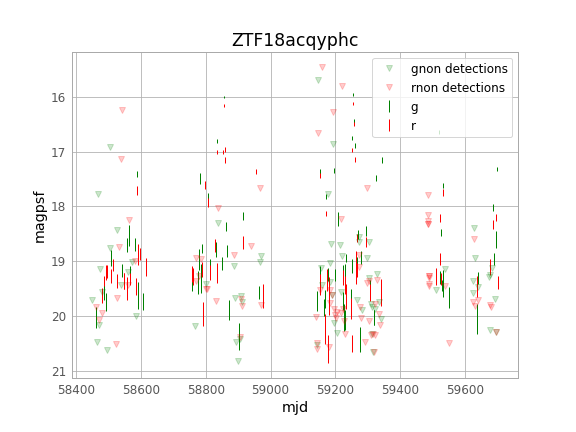 ZTF18acqyphc
gnon detections
rnon detections
g
r
16
17
18
19
20
21
magpsf
58400 58600 58800 59000 59200 59400 59600
mjd